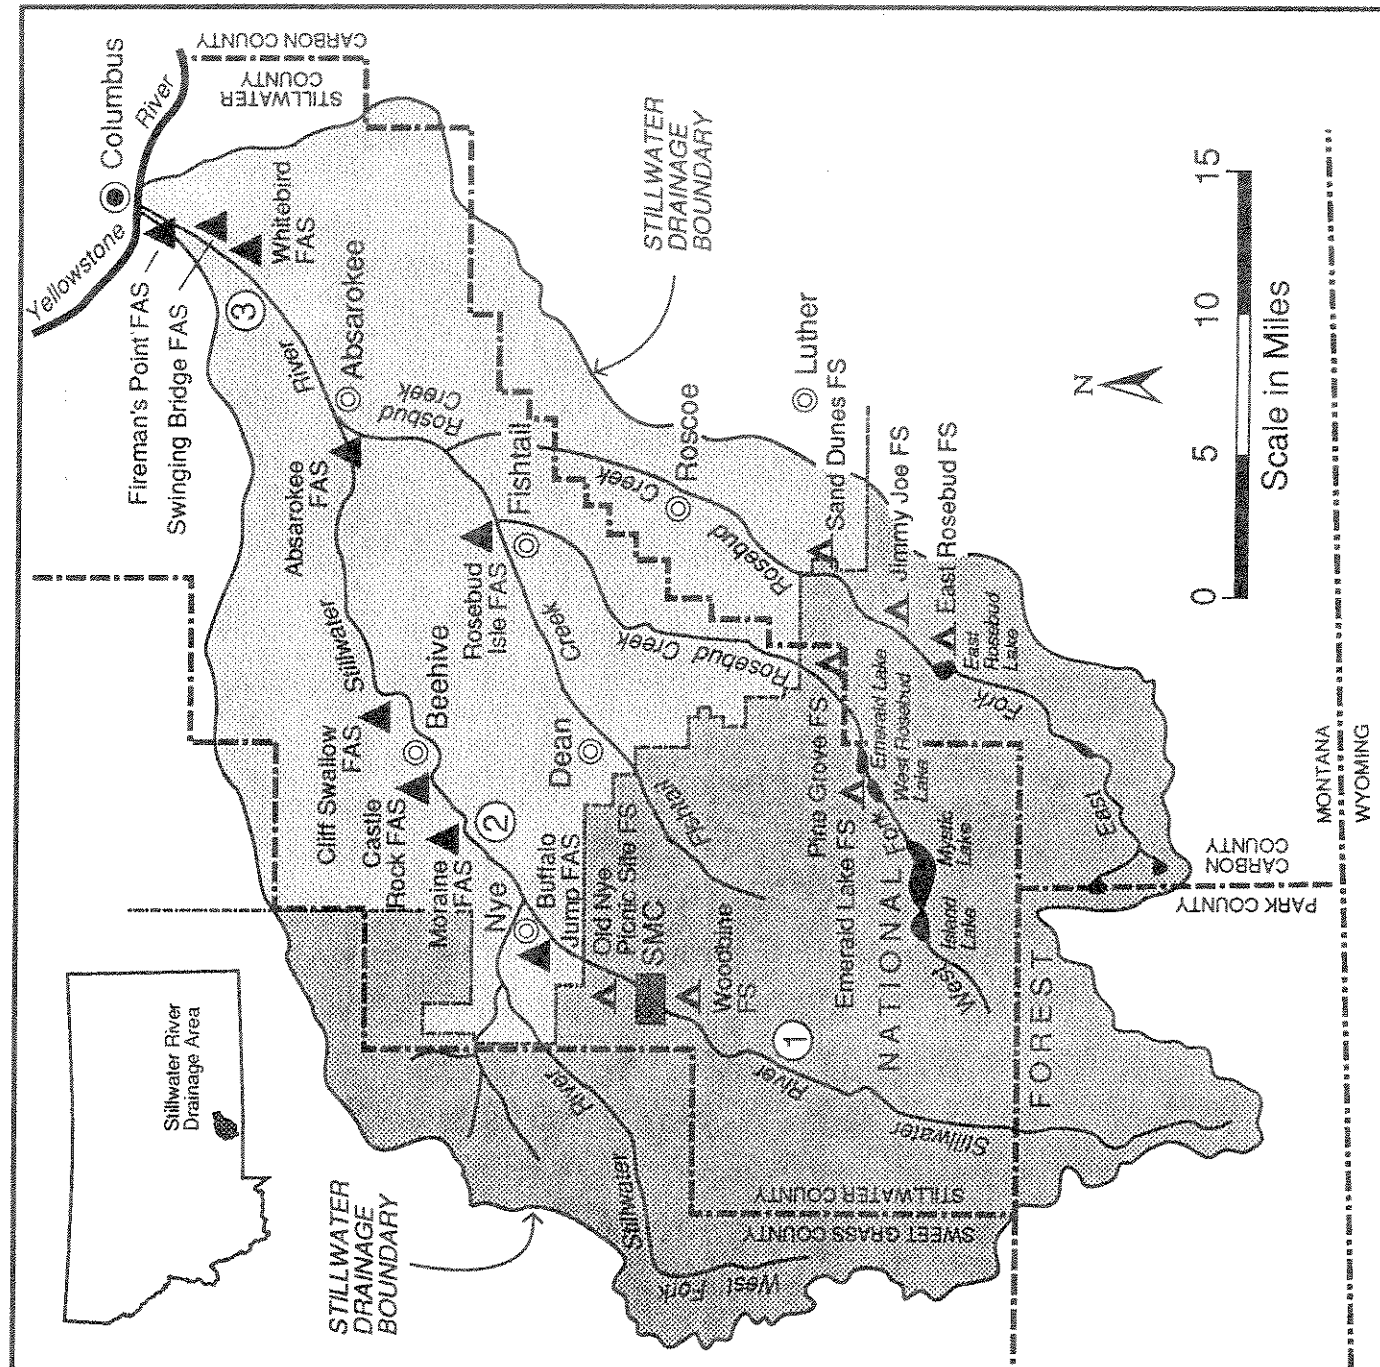 Stillwater River
Drainage Area
STILLWATER
DRAINAGE
BOUNDARY
Yellowstone
River
Columbus
CARBON COUNTY
STILLWATER
COUNTY
Fireman's Point FAS
Swinging Bridge FAS
Whitebird
FAS
3
River
Absarokee
Absarokee
FAS
Rosbud
Creek
STILLWATER
DRAINAGE
BOUNDARY
Stillwater
Cliff Swallow
FAS
Beehive
Castle
Rock FAS
Moraine
FAS
2
Nye
Buffalo
Jump FAS
Rosebud
Isle FAS
Fishtail
Creek
Dean
Fishtail
Old Nye
Picnic Site FS
SMC
Woodbine
FS
Creek
Rosebud
Roscoe
Luther
Rosebud Creek
Sand Dunes FS
Jimmy Joe FS
East Rosebud FS
East
Rosebud
Lake
Pine Grove FS
Emerald Lake FS
Emerald Lake
West Rosebud
Lake
Fork
Mystic
Lake
Island
Lake
West
Fork
East
NATIONAL
FOREST
1
River
Stillwater
River
Stillwater
West
Fork
STILLWATER COUNTY
SWEET GRASS COUNTY
CARBON
COUNTY
PARK COUNTY
MONTANA
WYOMING
N
0 5 10 15
Scale in Miles